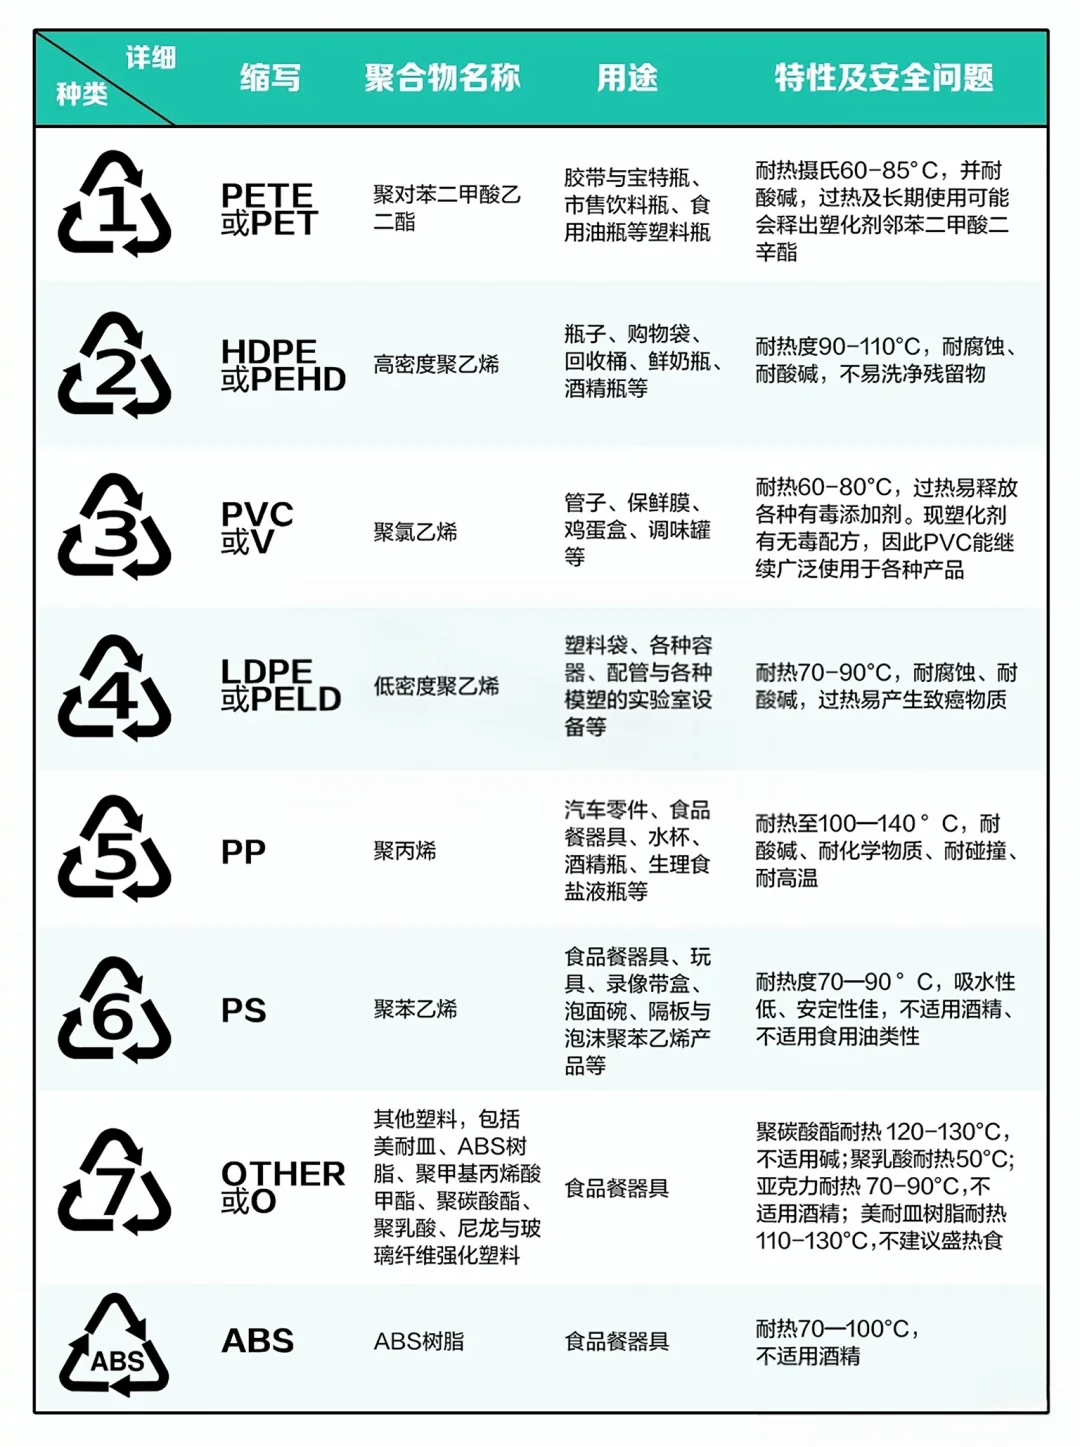 详细
种类
缩写
聚合物名称
用途
特性及安全问题
1
PETE
或PET
聚对苯二甲酸乙
二酯
胶带与宝特瓶、
市售饮料瓶、食
用油瓶等塑料瓶
耐热摄氏60-85°C，并耐
酸碱，过热及长期使用可能
会释出塑化剂邻苯二甲酸二
辛酯
2
HDPE
或PEHD
高密度聚乙烯
瓶子、购物袋、
回收桶、鲜奶瓶、
酒精瓶等
耐热度90-110°C，耐腐蚀、
耐酸碱，不易洗净残留物
3
PVC
或V
聚氯乙烯
管子、保鲜膜、
鸡蛋盒、调味罐
等
耐热60-80°C，过热易释放
各种有毒添加剂。现塑化剂
有无毒配方，因此PVC能继
续广泛使用于各种产品
4
LDPE
或PELD
低密度聚乙烯
塑料袋、各种容
器、配管与各种
模塑的实验室设
备等
耐热70-90°C，耐腐蚀、耐
酸碱，过热易产生致癌物质
5
PP
聚丙烯
汽车零件、食品
餐器具、水杯、
酒精瓶、生理食
盐液瓶等
耐热至100—140°C，耐
酸碱、耐化学物质、耐碰撞、
耐高温
6
PS
聚苯乙烯
食品餐器具、玩
具、录像带盒、
泡面碗、隔板与
泡沫聚苯乙烯产
品等
耐热度70—90°C，吸水性
低、安定性佳，不适用酒精、
不适用食用油类性
7
OTHER
或O
其他塑料，包括
美耐皿、ABS树
脂、聚甲基丙烯酸
甲酯、聚碳酸酯、
聚乳酸、尼龙与玻
璃纤维强化塑料
食品餐器具
聚碳酸酯耐热 120-130°C，
不适用碱；聚乳酸耐热50°C；
亚克力耐热 70-90°C，不
适用酒精；美耐皿树脂耐热
110-130°C，不建议盛热食
ABS
ABS
ABS树脂
食品餐器具
耐热70—100°C，
不适用酒精